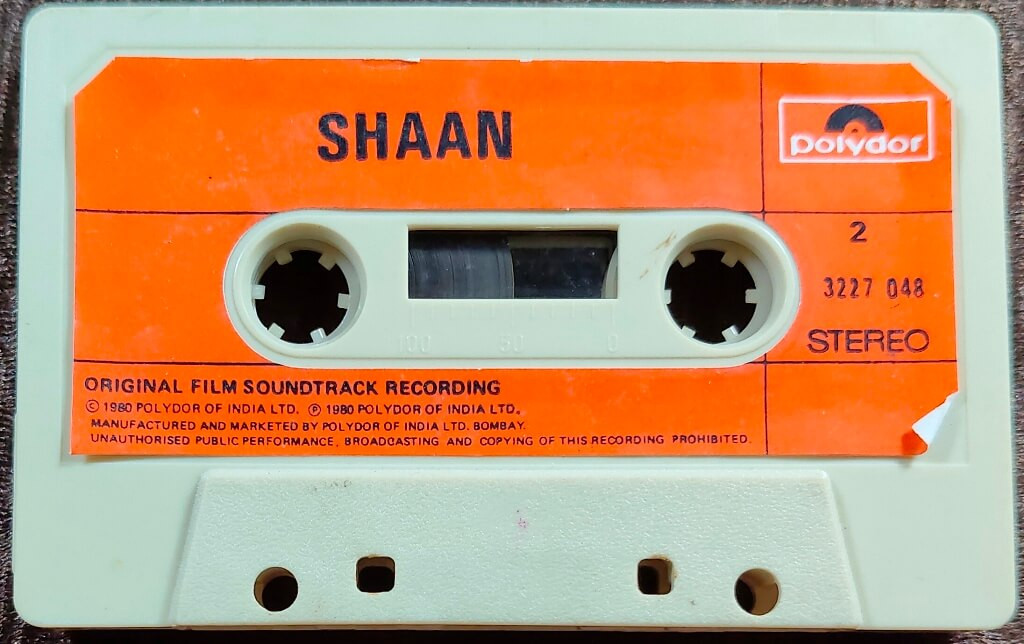 SHAAN
polydor
2
3227 048
STEREO
100 50 0
ORIGINAL FILM SOUNDTRACK RECORDING
Ⓒ 1980 POLYDOR OF INDIA LTD. Ⓟ 1980 POLYDOR OF INDIA LTD.
MANUFACTURED AND MARKETED BY POLYDOR OF INDIA LTD. BOMBAY.
UNAUTHORISED PUBLIC PERFORMANCE, BROADCASTING AND COPYING OF THIS RECORDING PROHIBITED.